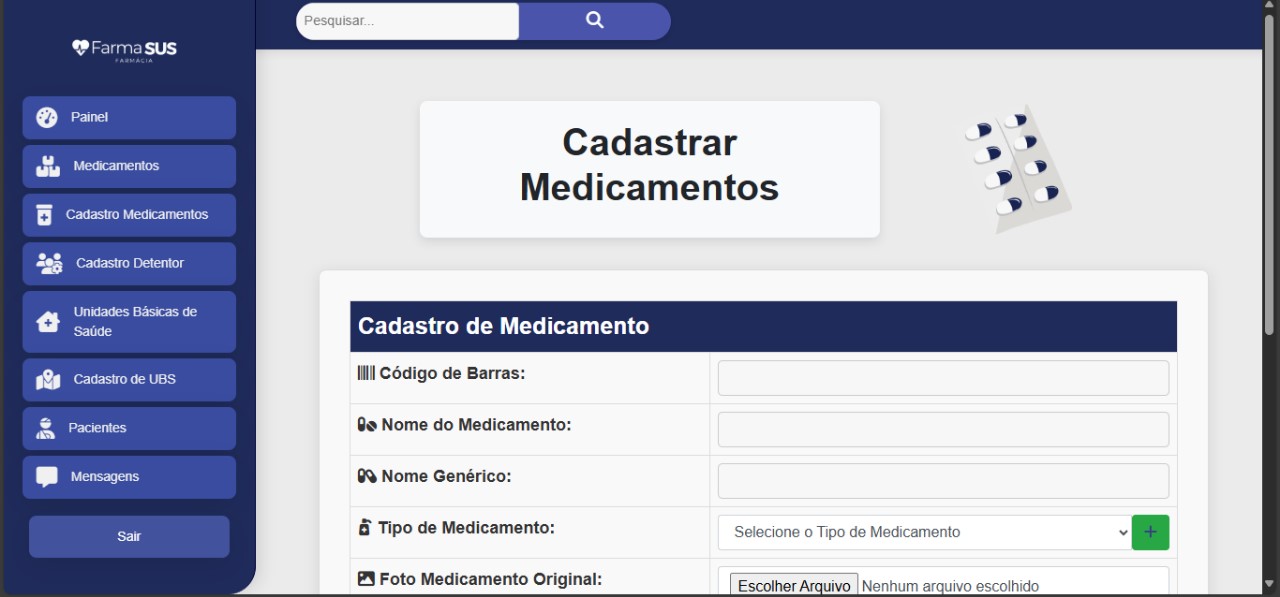 Pesquisar...
Farma SUS
FARMÁCIA
Painel
Medicamentos
Cadastro Medicamentos
Cadastro Detentor
Unidades Básicas de
Saúde
Cadastro de UBS
Pacientes
Mensagens
Sair
Cadastrar
Medicamentos
Cadastro de Medicamento
Código de Barras:
Nome do Medicamento:
Nome Genérico:
Tipo de Medicamento:
Selecione o Tipo de Medicamento
+
Foto Medicamento Original:
Escolher Arquivo Nenhum arquivo escolhido